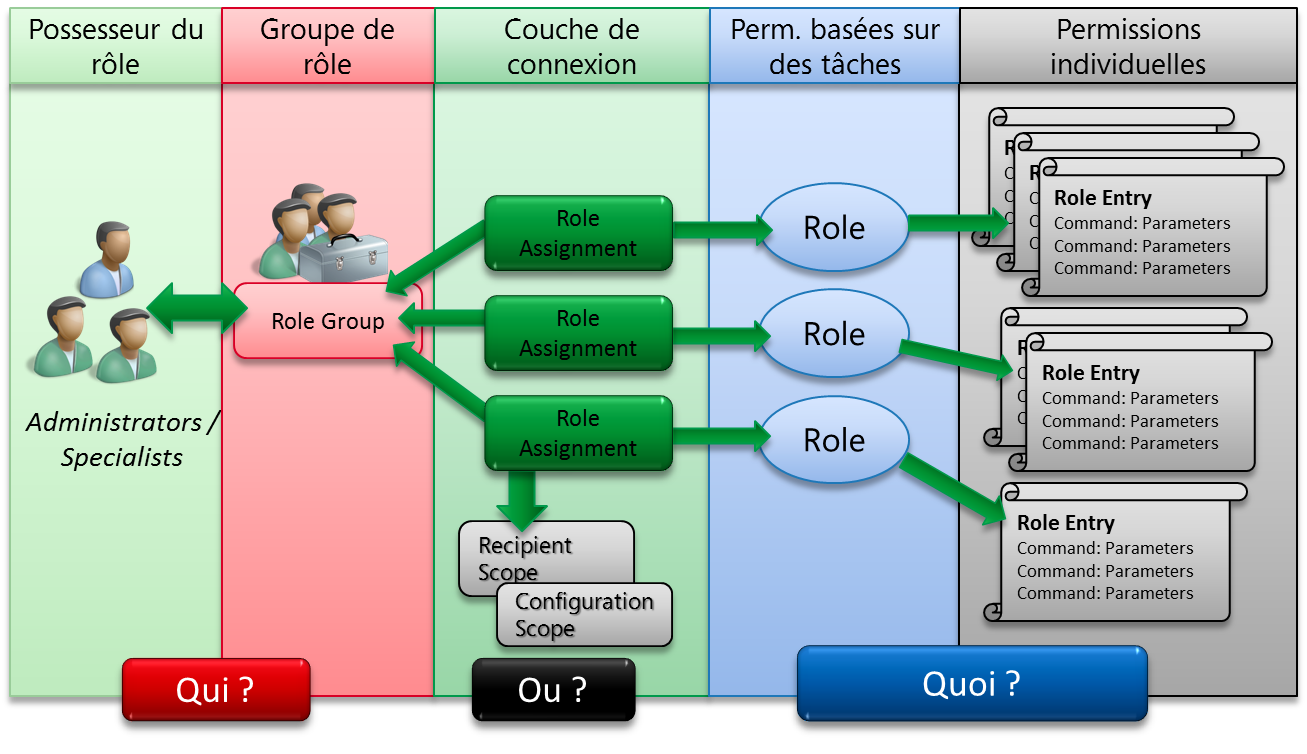 Possesseur du
rôle
Groupe de
rôle
Couche de
connexion
Perm. basées sur
des tâches
Permissions
individuelles
Administrators /
Specialists
Role Group
Role
Assignment
Role
Assignment
Role
Assignment
Recipient
Scope
Configuration
Scope
Role
Role
Role
R
C
C
C
R
C
C
C
Role Entry
Command: Parameters
Command: Parameters
Command: Parameters
R
C
C
C
Role Entry
Command: Parameters
Command: Parameters
Command: Parameters
Role Entry
Command: Parameters
Command: Parameters
Command: Parameters
Qui ?
Ou ?
Quoi ?